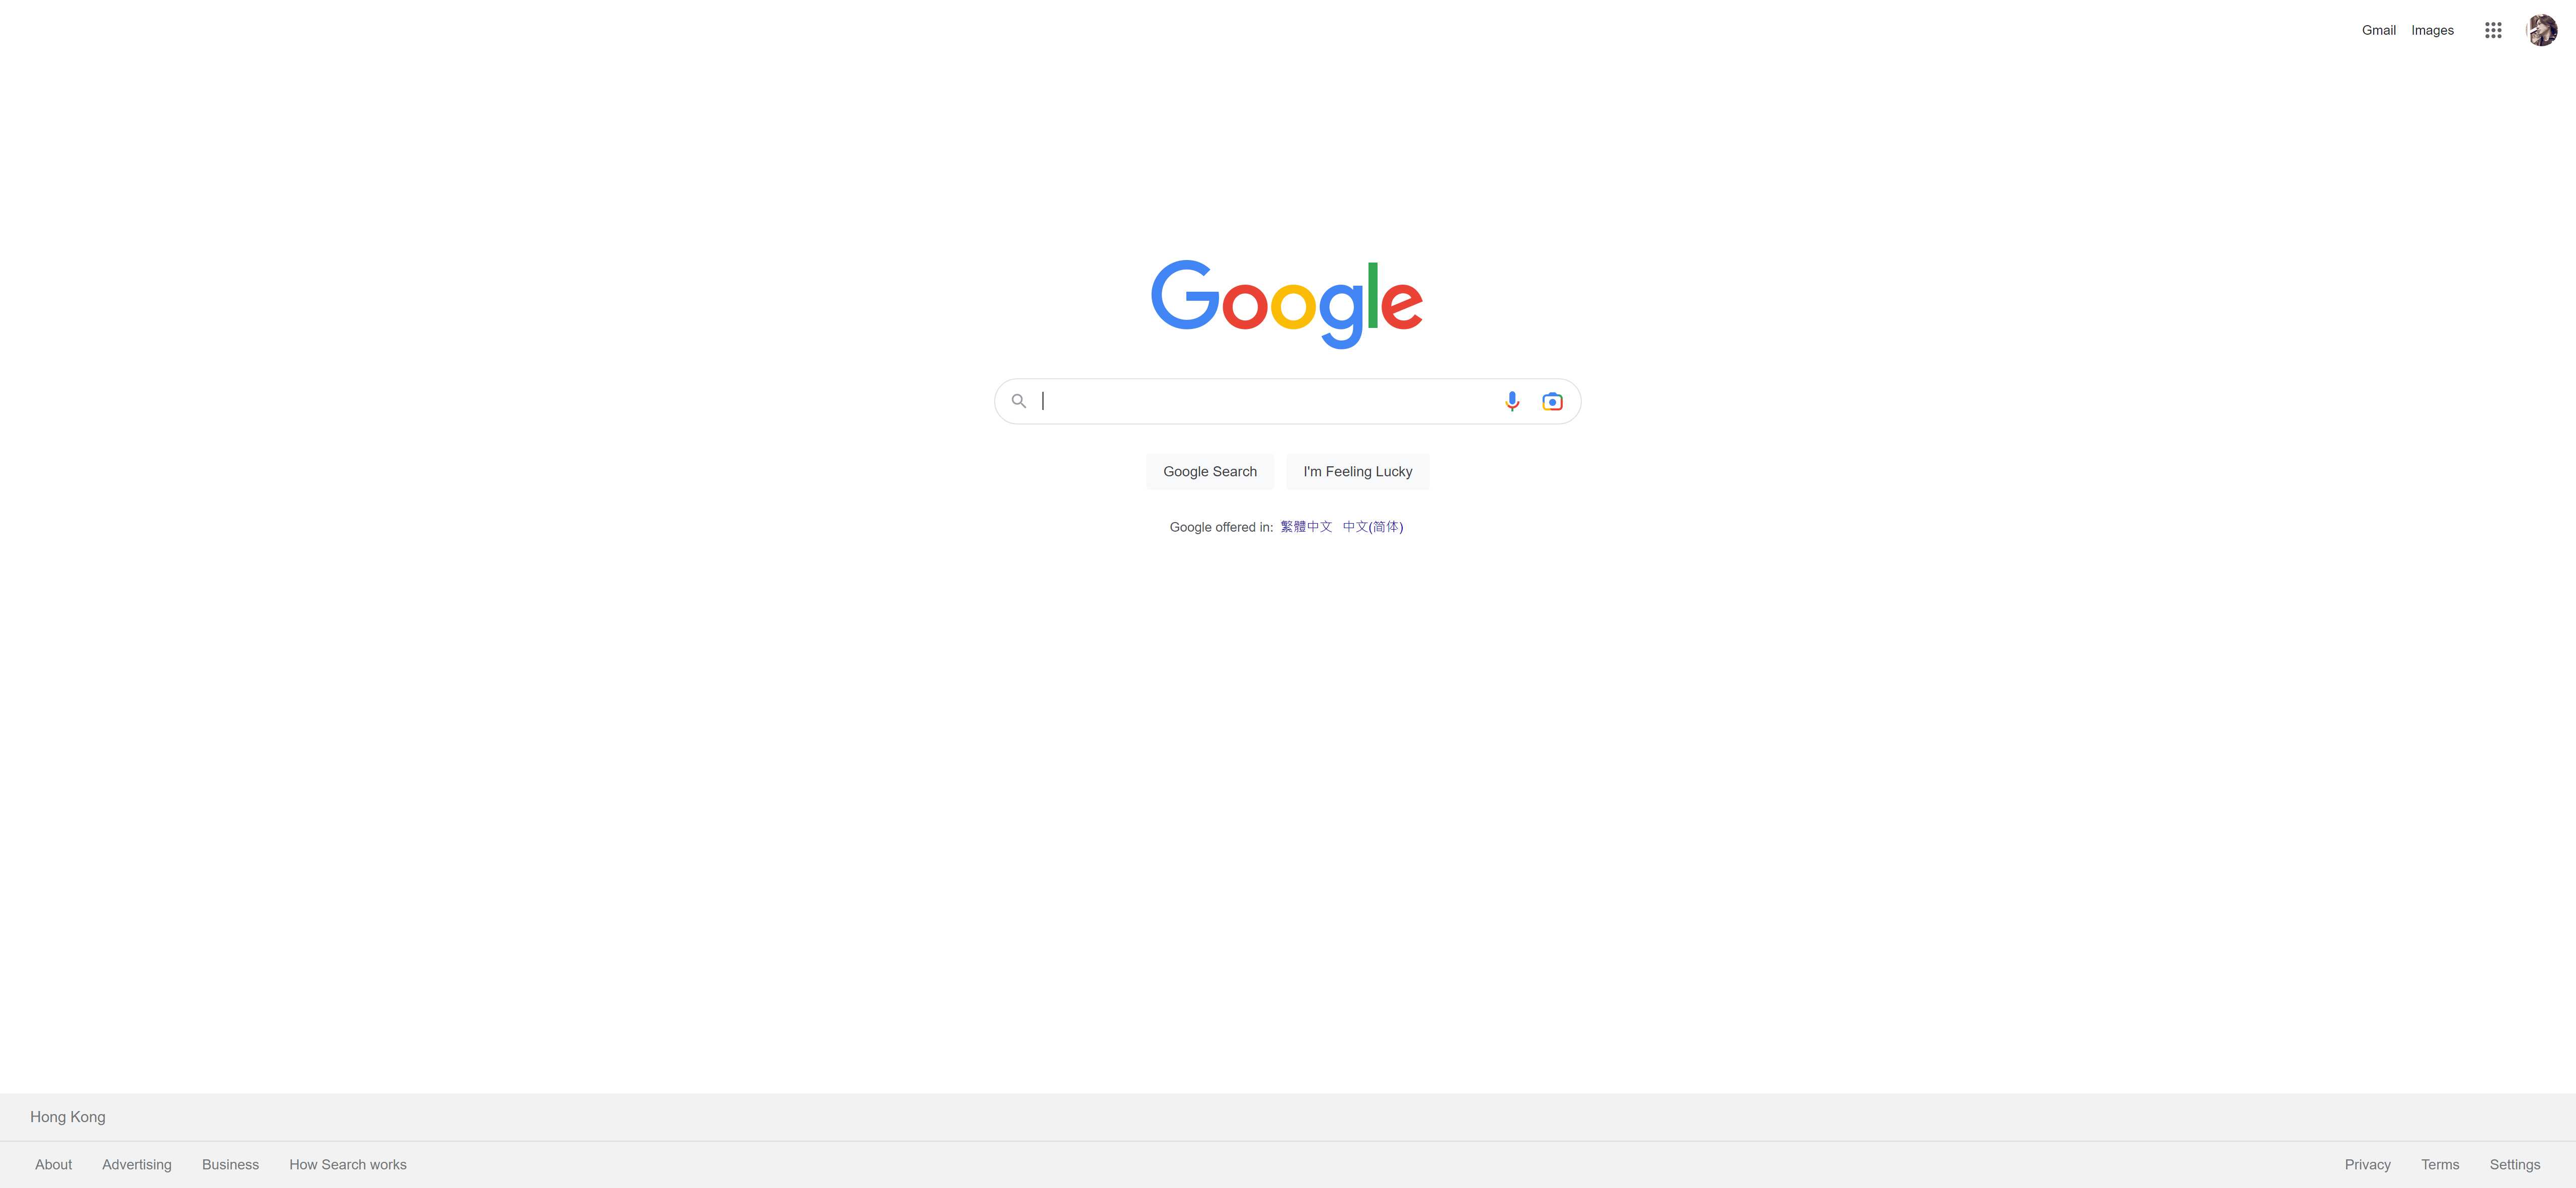 Gmail Images
Google
Google Search I'm Feeling Lucky
Google offered in: 繁體中文 中文(简体)
Hong Kong
About Advertising Business How Search works Privacy Terms Settings